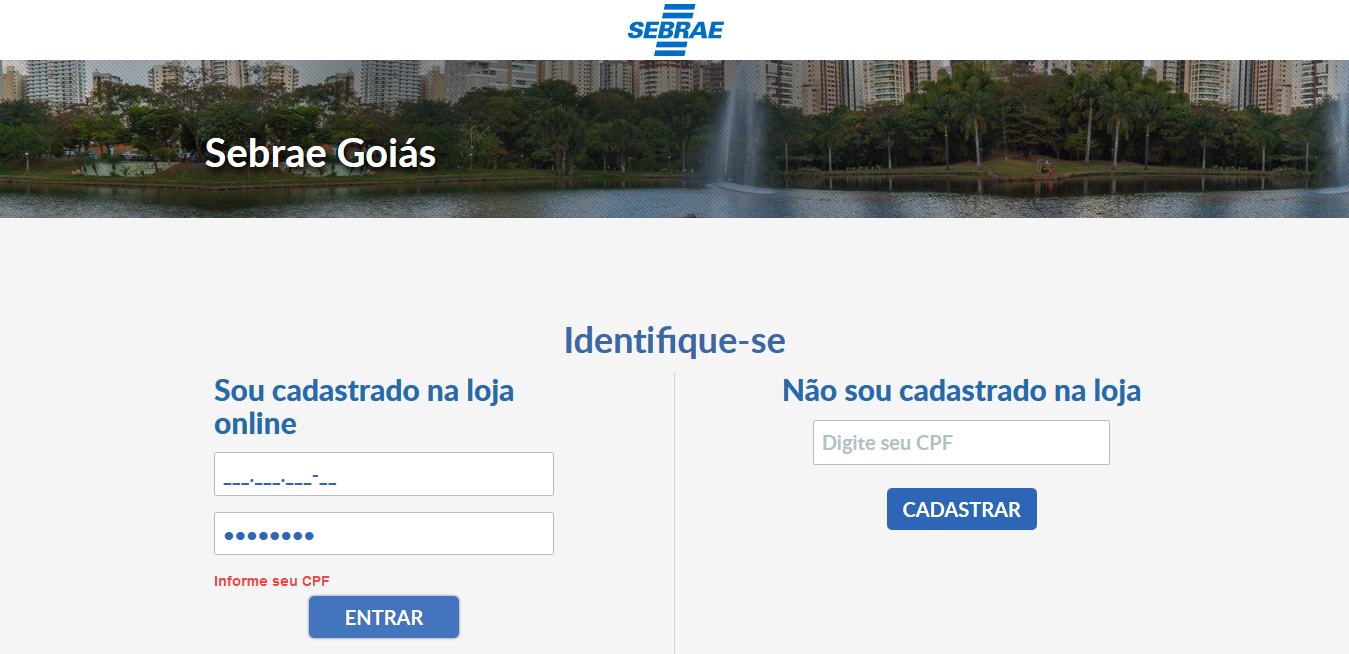 SEBRAE
Sebrae Goiás
Identifique-se
Sou cadastrado na loja
online
___.___.___-__
••••••••
Informe seu CPF
ENTRAR
Não sou cadastrado na loja
Digite seu CPF
CADASTRAR